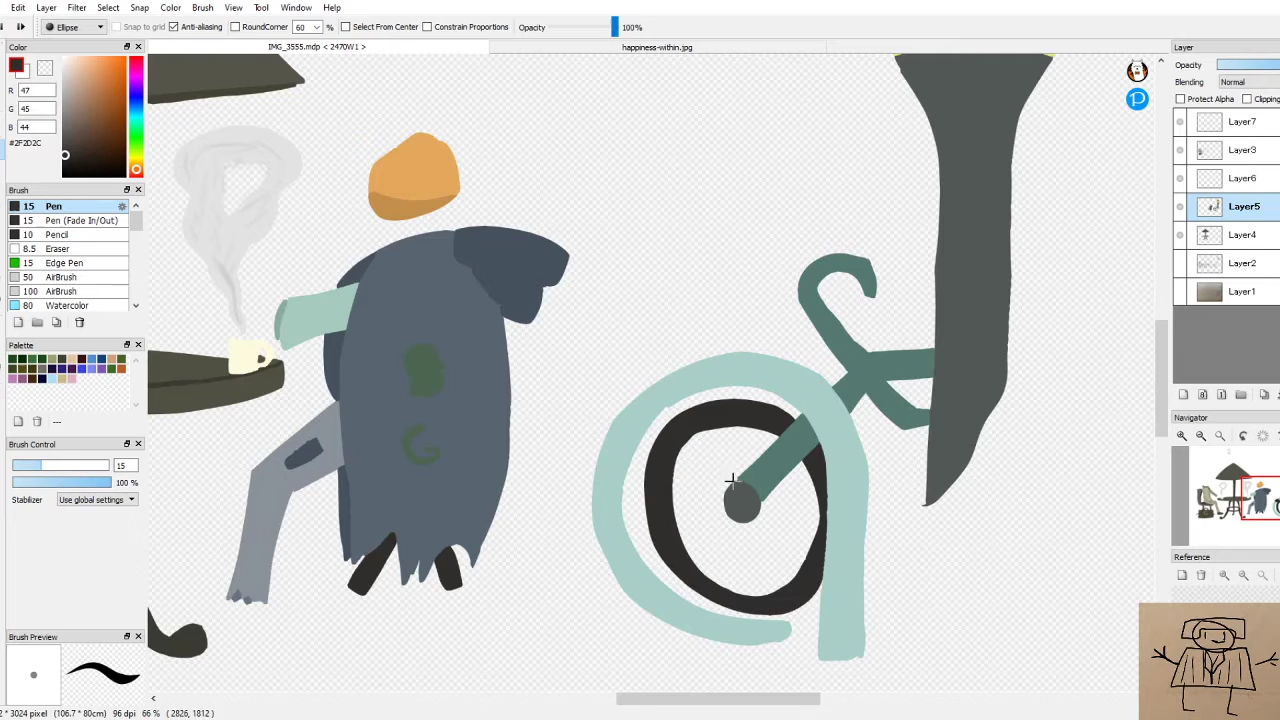 Edit Layer Filter Select Snap Color Brush View Tool Window Help
Ellipse Snap to grid Anti-aliasing RoundCorner 60 % Select From Center Constrain Proportions Opacity 100%
Color
IMG_3555.mdp < 2470W1 >
happiness-within.jpg
R 47
G 45
B 44
#2F2D2C
Brush
15 Pen
15 Pen (Fade In/Out)
10 Pencil
8.5 Eraser
15 Edge Pen
50 AirBrush
100 AirBrush
80 Watercolor
Palette
---
Brush Control
15
100 %
Stabilizer Use global settings
Brush Preview
2 * 3024 pixel (106.7 * 80cm) 96 dpi 66 % ( 2826, 1812 )
Layer
Opacity
Blending Normal
Protect Alpha Clipping
Layer7
Layer3
Layer6
Layer5
Layer4
Layer2
Layer1
Navigator
Reference